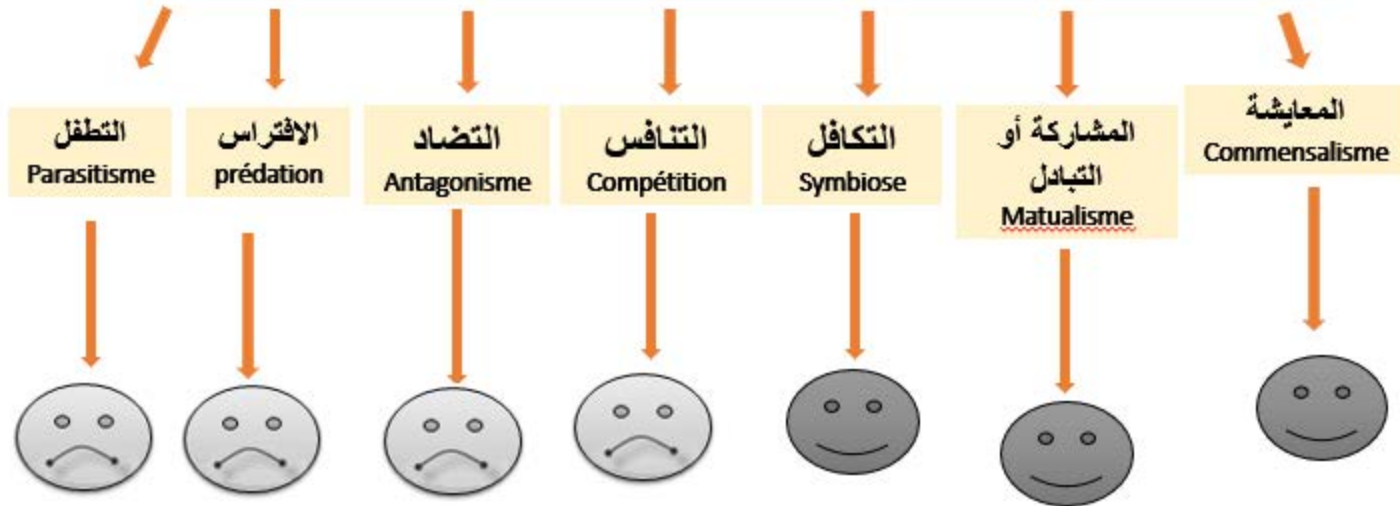 التطفل
Parasitisme
الافتراس
prédation
التضاد
Antagonisme
التنافس
Compétition
التكافل
Symbiose
المشاركة أو
التبادل
Matualisme
المعايشة
Commensalisme